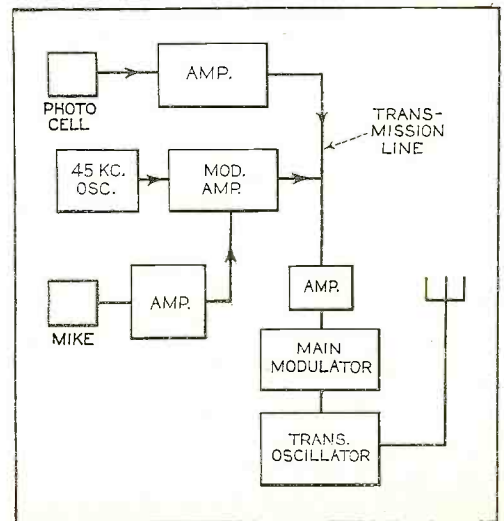 AMP.
PHOTO
CELL
TRANS-
MISSION
LINE
45 KC.
OSC.
MOD.
AMP.
AMP.
MIKE
AMP.
MAIN
MODULATOR
TRANS.
OSCILLATOR